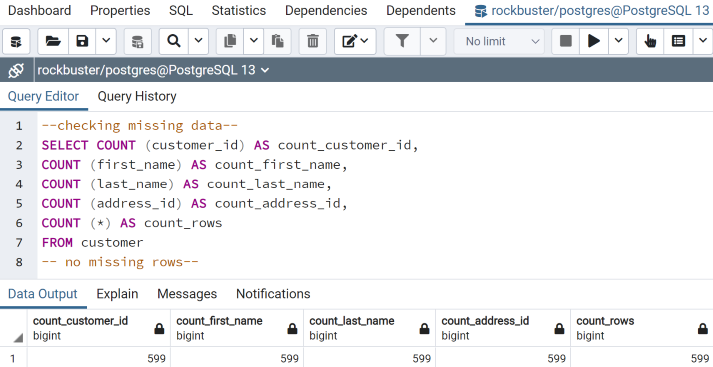 Dashboard Properties SQL Statistics Dependencies Dependents rockbuster/postgres@PostgreSQL 13
No limit
rockbuster/postgres@PostgreSQL 13
Query Editor Query History
1 --checking missing data--
2 SELECT COUNT (customer_id) AS count_customer_id,
3 COUNT (first_name) AS count_first_name,
4 COUNT (last_name) AS count_last_name,
5 COUNT (address_id) AS count_address_id,
6 COUNT (*) AS count_rows
7 FROM customer
8 -- no missing rows--
Data Output Explain Messages Notifications
count_customer_id count_first_name count_last_name count_address_id count_rows
bigint bigint bigint bigint bigint
1 599 599 599 599 599